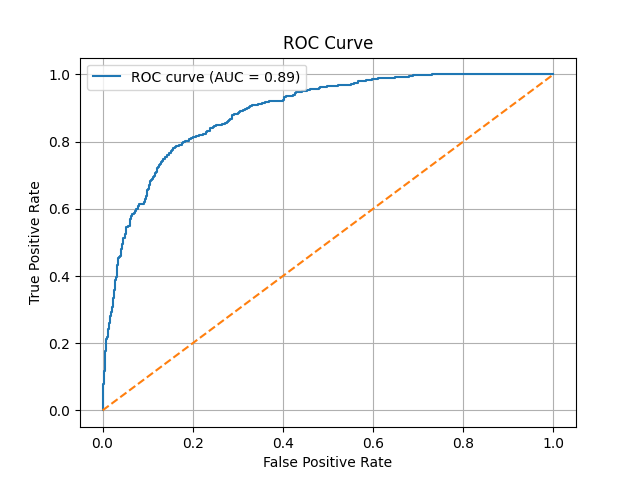 ROC Curve
ROC curve (AUC = 0.89)
1.0
0.8
0.6
0.4
0.2
0.0
True Positive Rate
0.0 0.2 0.4 0.6 0.8 1.0
False Positive Rate